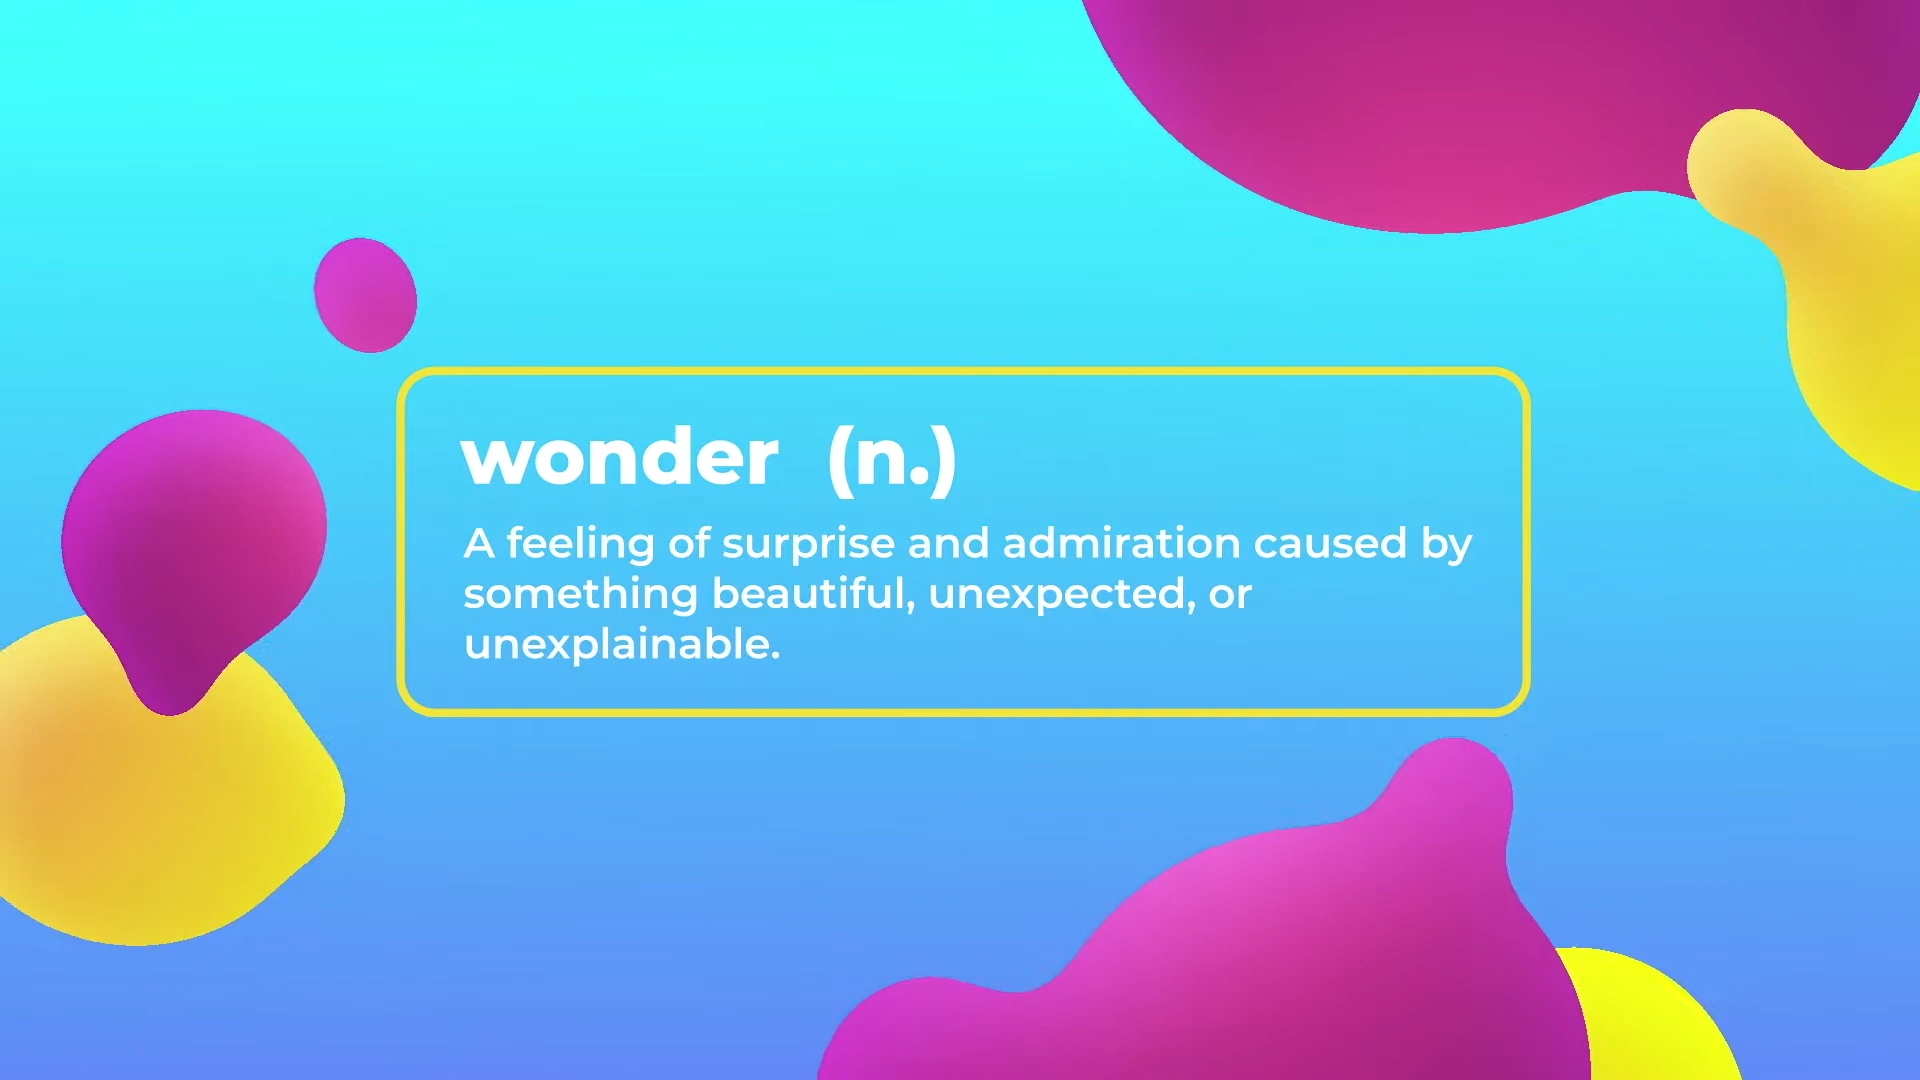 wonder (n.)
A feeling of surprise and admiration caused by
something beautiful, unexpected, or
unexplainable.